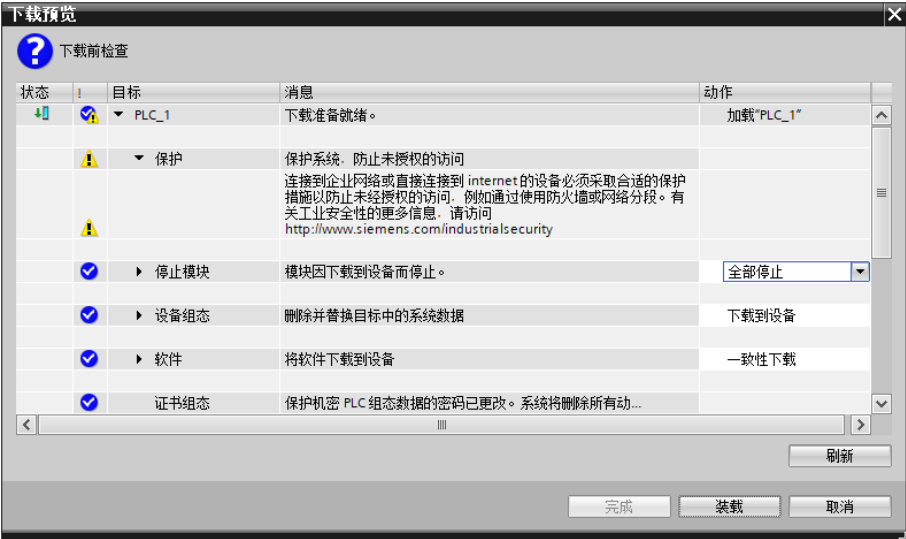 下载预览
下载前检查
状态 ! 目标 消息 动作
PLC_1 下载准备就绪。 加载"PLC_1"
保护 保护系统，防止未授权的访问
连接到企业网络或直接连接到 internet 的设备必须采取合适的保护
措施以防止未经授权的访问，例如通过使用防火墙或网络分段。有
关工业安全性的更多信息，请访问
http://www.siemens.com/industrialsecurity
停止模块 模块因下载到设备而停止。 全部停止
设备组态 删除并替换目标中的系统数据 下载到设备
软件 将软件下载到设备 一致性下载
证书组态 保护机密 PLC 组态数据的密码已更改。系统将删除所有动...
刷新
完成 装载 取消